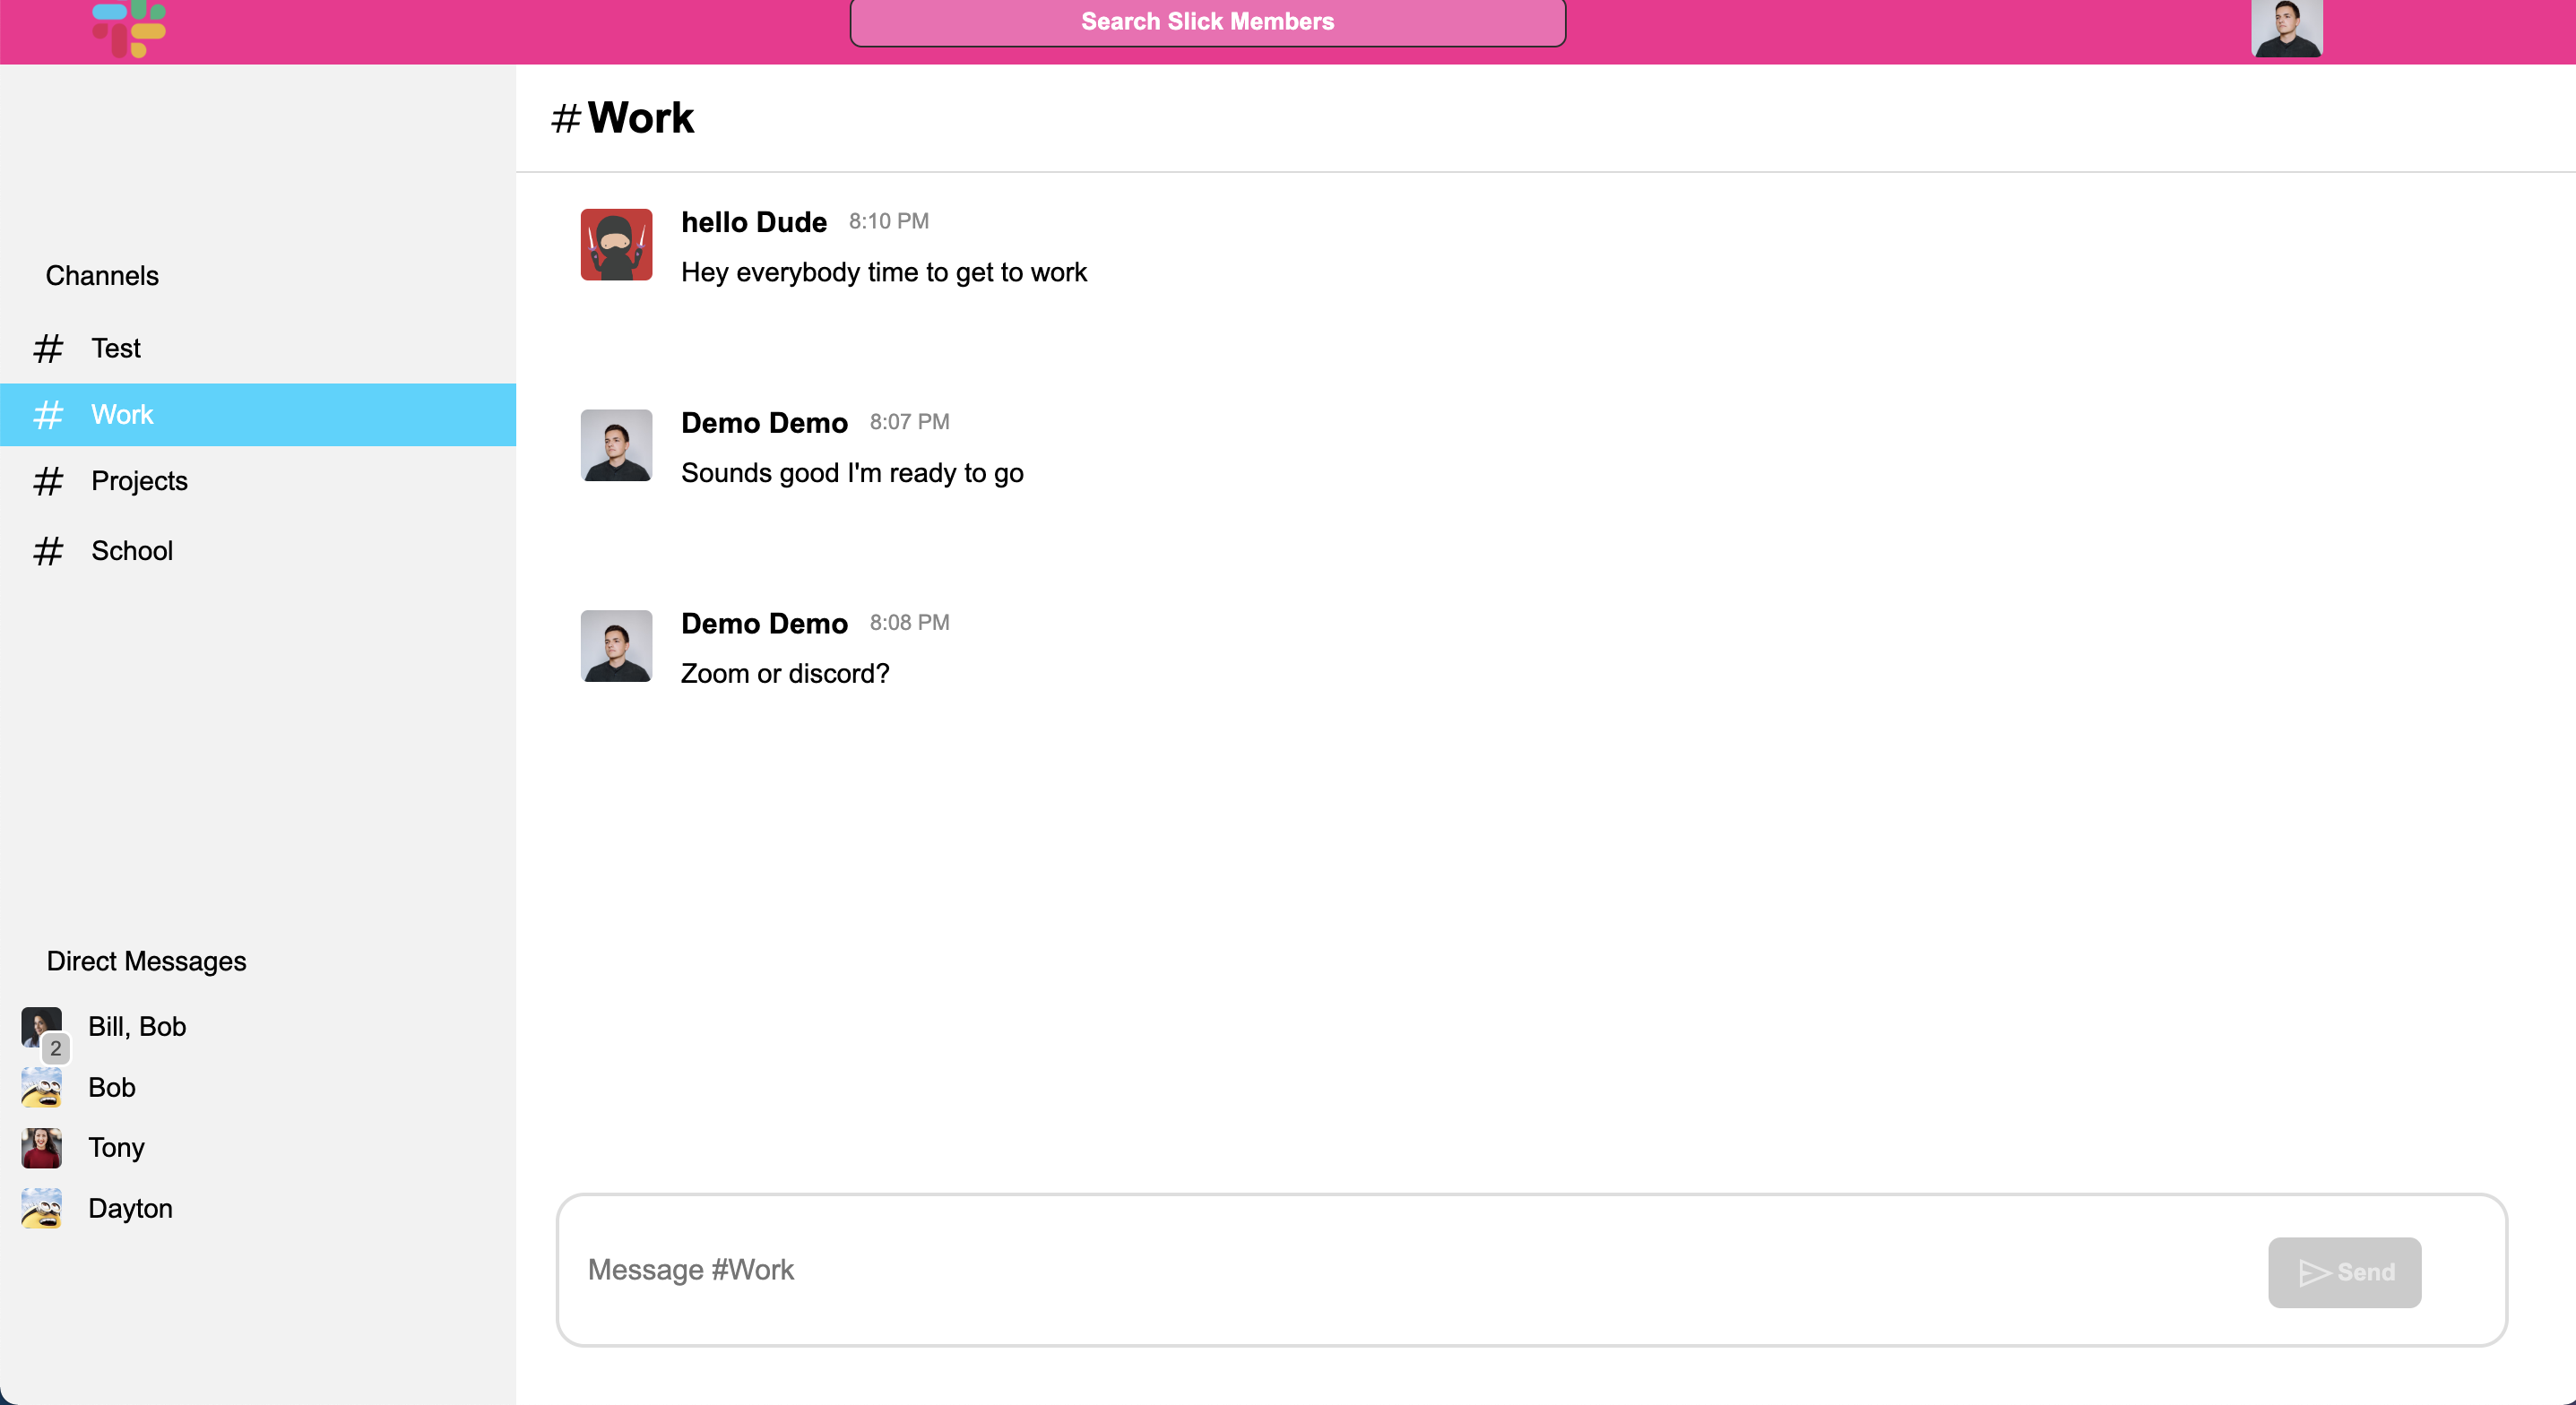 Search Slick Members
Channels
# Test
# Work
# Projects
# School
Direct Messages
Bill, Bob
2
Bob
Tony
Dayton
#Work
hello Dude 8:10 PM
Hey everybody time to get to work
Demo Demo 8:07 PM
Sounds good I'm ready to go
Demo Demo 8:08 PM
Zoom or discord?
Message #Work
Send